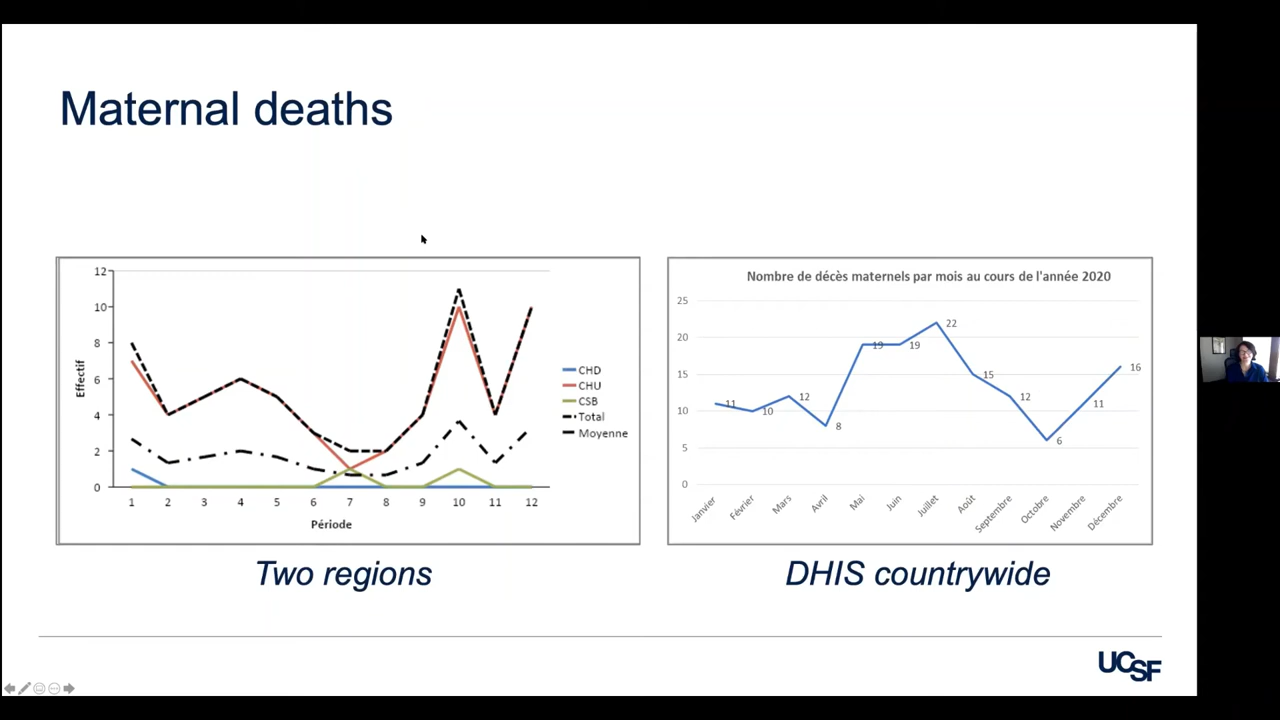 Maternal deaths
12
10
8
6
4
2
0
Effectif
1 2 3 4 5 6 7 8 9 10 11 12
Période
CHD
CHU
CSB
Total
Moyenne
Two regions
Nombre de décès maternels par mois au cours de l'année 2020
25
20
15
10
5
0
11
10
12
8
19
19
22
15
12
6
11
16
Janvier
Février
Mars
Avril
Mai
Juin
Juillet
Août
Septembre
Octobre
Novembre
Décembre
DHIS countrywide
UCSF